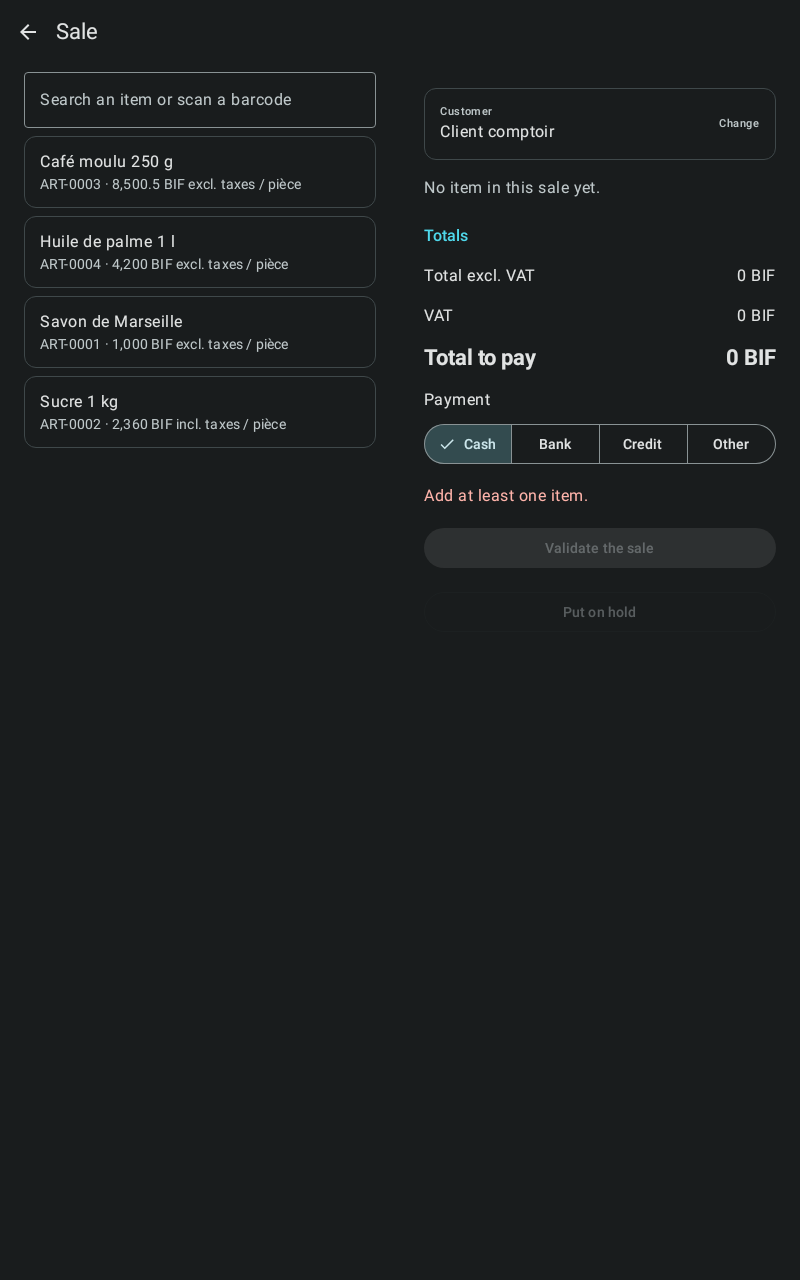 Sale
Search an item or scan a barcode
Café moulu 250 g
ART-0003 · 8,500.5 BIF excl. taxes / pièce
Huile de palme 1 l
ART-0004 · 4,200 BIF excl. taxes / pièce
Savon de Marseille
ART-0001 · 1,000 BIF excl. taxes / pièce
Sucre 1 kg
ART-0002 · 2,360 BIF incl. taxes / pièce
Customer
Client comptoir
Change
No item in this sale yet.
Totals
Total excl. VAT 0 BIF
VAT 0 BIF
Total to pay 0 BIF
Payment
Cash Bank Credit Other
Add at least one item.
Validate the sale
Put on hold